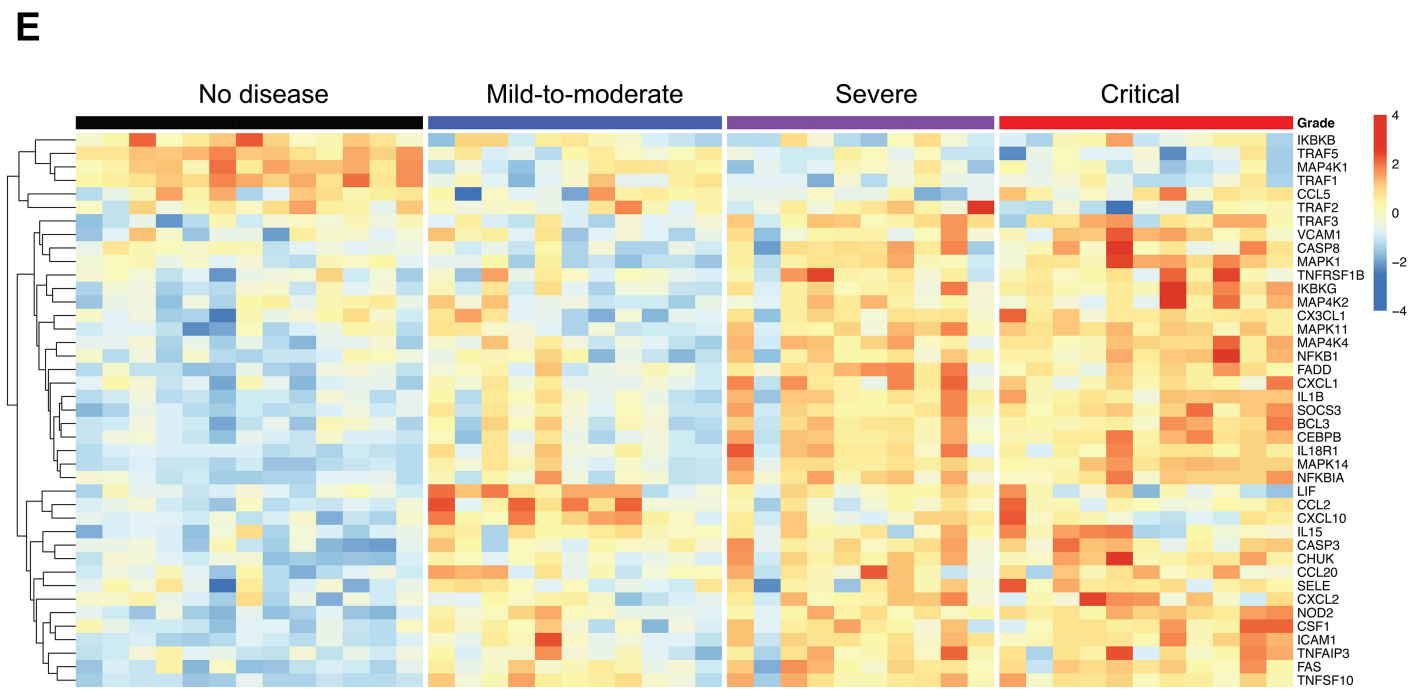 E
No disease
Mild-to-moderate
Severe
Critical
Grade
IKBKB
TRAF5
MAP4K1
TRAF1
CCL5
TRAF2
TRAF3
VCAM1
CASP8
MAPK1
TNFRSF1B
IKBKG
MAP4K2
CX3CL1
MAPK11
MAP4K4
NFKB1
FADD
CXCL1
IL1B
SOCS3
BCL3
CEBPB
IL18R1
MAPK14
NFKBIA
LIF
CCL2
CXCL10
IL15
CASP3
CHUK
CCL20
SELE
CXCL2
NOD2
CSF1
ICAM1
TNFAIP3
FAS
TNFSF10
4
2
0
−2
−4